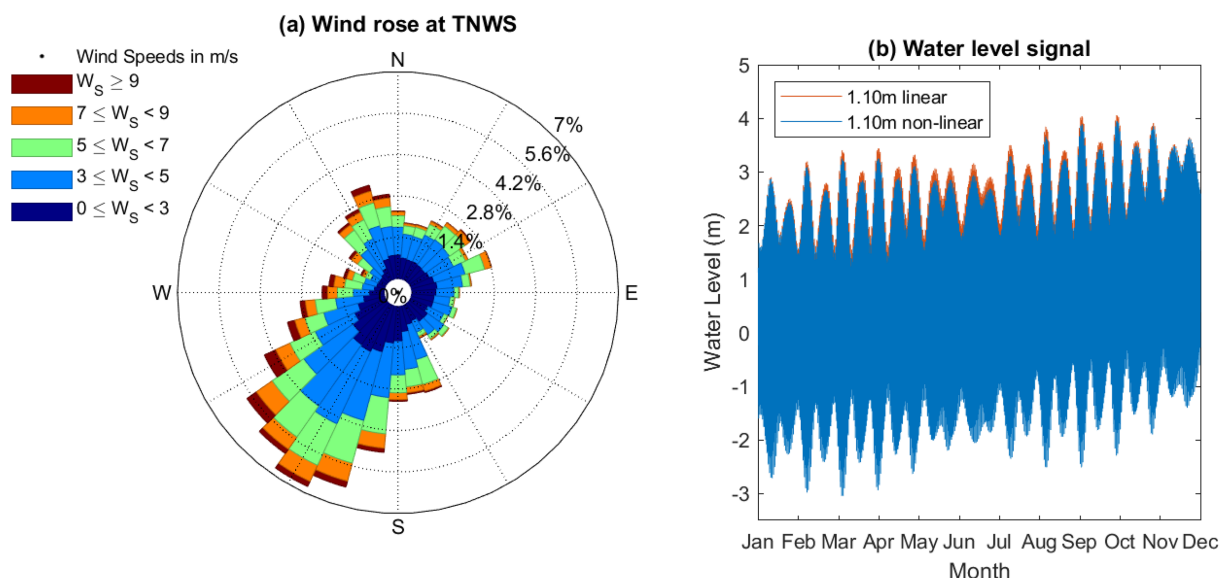 (a) Wind rose at TNWS
Wind Speeds in m/s
W_S ≥ 9
7 ≤ W_S < 9
5 ≤ W_S < 7
3 ≤ W_S < 5
0 ≤ W_S < 3
N
7%
5.6%
4.2%
2.8%
1.4%
0%
W
E
S
(b) Water level signal
1.10m linear
1.10m non-linear
Water Level (m)
5
4
3
2
1
0
-1
-2
-3
Jan Feb Mar Apr May Jun Jul Aug Sep Oct Nov Dec
Month